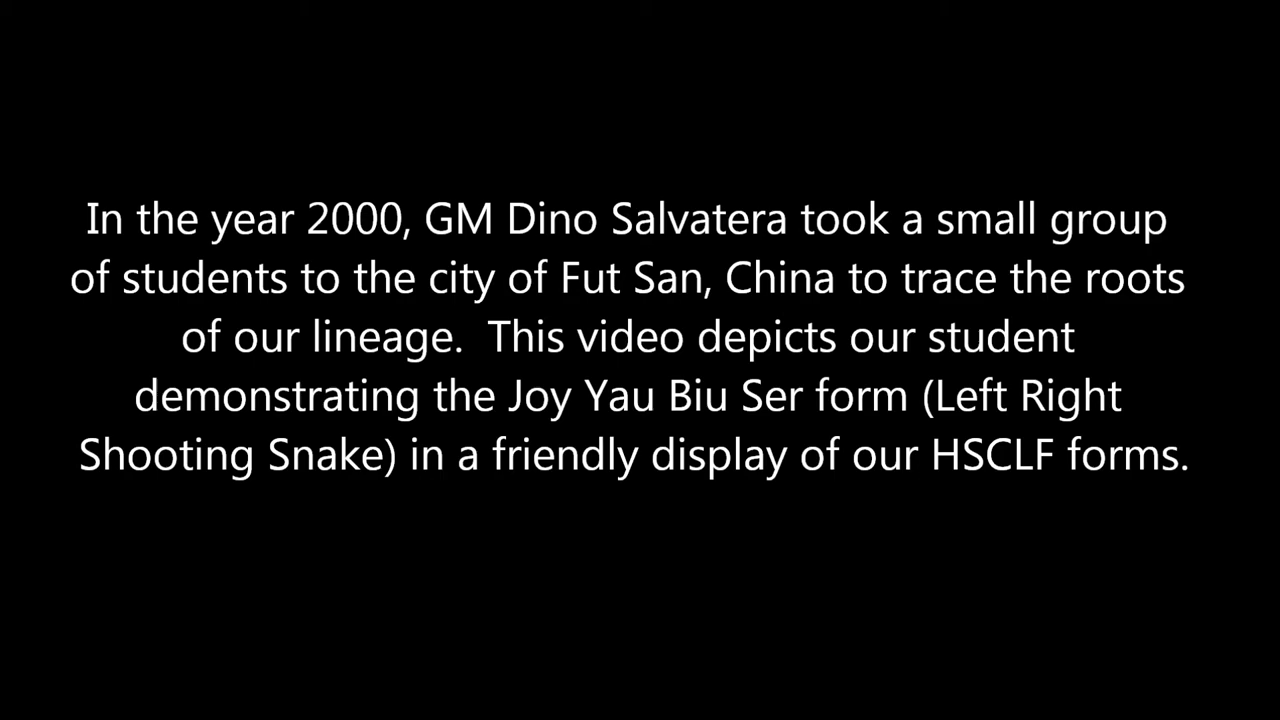 In the year 2000, GM Dino Salvatera took a small group
of students to the city of Fut San, China to trace the roots
of our lineage.  This video depicts our student
demonstrating the Joy Yau Biu Ser form (Left Right
Shooting Snake) in a friendly display of our HSCLF forms.